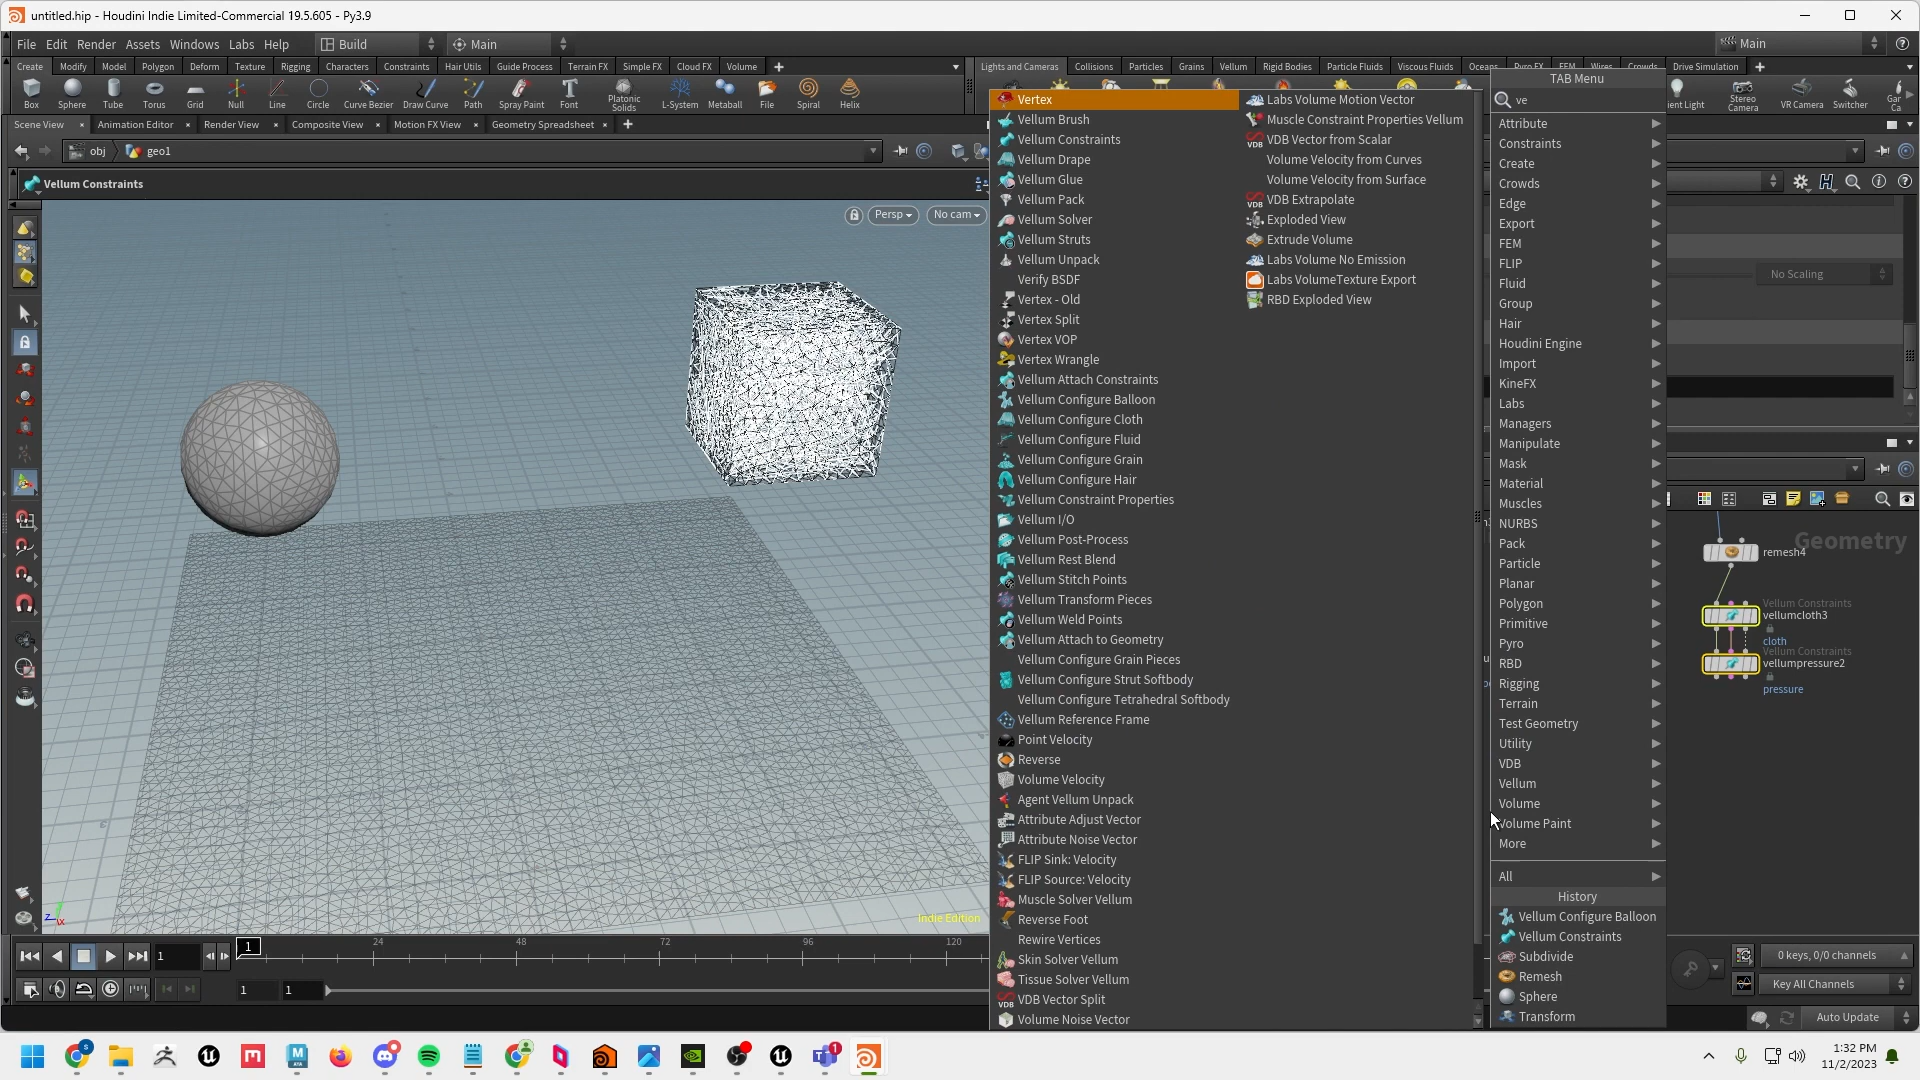 untitled.hip - Houdini Indie Limited-Commercial 19.5.605 - Py3.9
File Edit Render Assets Windows Labs Help Build Main Main
Create Modify Model Polygon Deform Texture Rigging Characters Constraints Hair Utils Guide Process Terrain FX Simple FX Cloud FX Volume
Lights and Cameras Collisions Particles Grains Vellum Rigid Bodies Particle Fluids Viscous Fluids Oceans Pyro FX FEM Wires Crowds Drive Simulation
Box Sphere Tube Torus Grid Null Line Circle Curve Bezier Draw Curve Path Spray Paint Font Platonic Solids L-System Metaball File Spiral Helix
ient Light Stereo Camera VR Camera Switcher Gar Ca
Scene View Animation Editor Render View Composite View Motion FX View Geometry Spreadsheet
obj geo1
Vellum Constraints
Persp No cam
Indie Edition
TAB Menu
ve
Attribute
Constraints
Create
Crowds
Edge
Export
FEM
FLIP
Fluid
Group
Hair
Houdini Engine
Import
KineFX
Labs
Managers
Manipulate
Mask
Material
Muscles
NURBS
Pack
Particle
Planar
Polygon
Primitive
Pyro
RBD
Rigging
Terrain
Test Geometry
Utility
VDB
Vellum
Volume
Volume Paint
More
All
History
Vellum Configure Balloon
Vellum Constraints
Subdivide
Remesh
Sphere
Transform
Vertex
Vellum Brush
Vellum Constraints
Vellum Drape
Vellum Glue
Vellum Pack
Vellum Solver
Vellum Struts
Vellum Unpack
Verify BSDF
Vertex - Old
Vertex Split
Vertex VOP
Vertex Wrangle
Vellum Attach Constraints
Vellum Configure Balloon
Vellum Configure Cloth
Vellum Configure Fluid
Vellum Configure Grain
Vellum Configure Hair
Vellum Constraint Properties
Vellum I/O
Vellum Post-Process
Vellum Rest Blend
Vellum Stitch Points
Vellum Transform Pieces
Vellum Weld Points
Vellum Attach to Geometry
Vellum Configure Grain Pieces
Vellum Configure Strut Softbody
Vellum Configure Tetrahedral Softbody
Vellum Reference Frame
Point Velocity
Reverse
Volume Velocity
Agent Vellum Unpack
Attribute Adjust Vector
Attribute Noise Vector
FLIP Sink: Velocity
FLIP Source: Velocity
Muscle Solver Vellum
Reverse Foot
Rewire Vertices
Skin Solver Vellum
Tissue Solver Vellum
VDB Vector Split
Volume Noise Vector
Labs Volume Motion Vector
Muscle Constraint Properties Vellum
VDB Vector from Scalar
Volume Velocity from Curves
Volume Velocity from Surface
VDB Extrapolate
Exploded View
Extrude Volume
Labs Volume No Emission
Labs VolumeTexture Export
RBD Exploded View
No Scaling
Geometry
remesh4
Vellum Constraints
vellumcloth3
cloth
Vellum Constraints
vellumpressure2
pressure
1 1 24 48 72 96 120
1 1
0 keys, 0/0 channels
Key All Channels
Auto Update
1:32 PM
11/2/2023